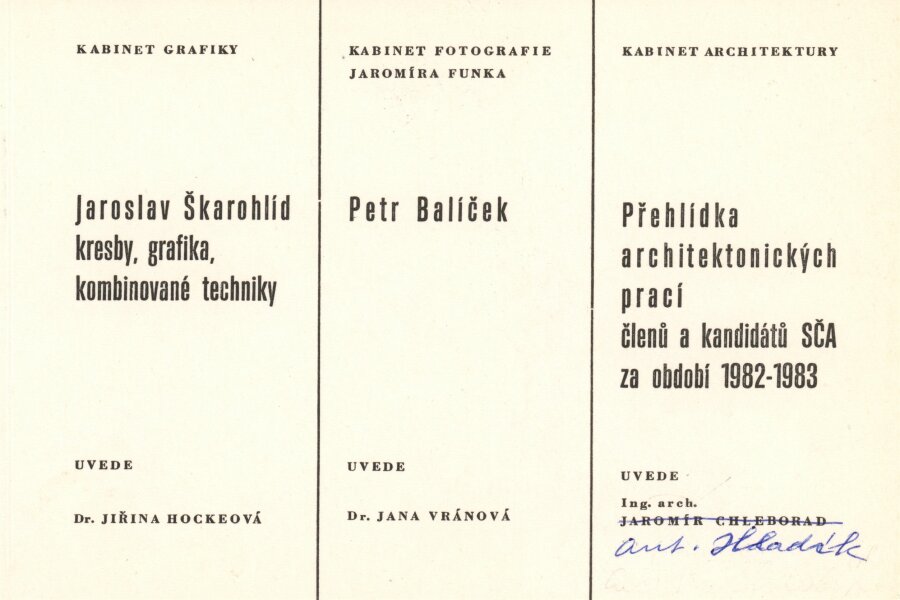 KABINET GRAFIKY
Jaroslav Škarohlíd
kresby, grafika,
kombinované techniky
UVEDE
Dr. JIŘINA HOCKEOVÁ
KABINET FOTOGRAFIE
JAROMÍRA FUNKA
Petr Balíček
UVEDE
Dr. JANA VRÁNOVÁ
KABINET ARCHITEKTURY
Přehlídka
architektonických
prací
členů a kandidátů SČA
za období 1982-1983
UVEDE
Ing. arch.
JAROMÍR CHLEBORAD
Ant. Hladík